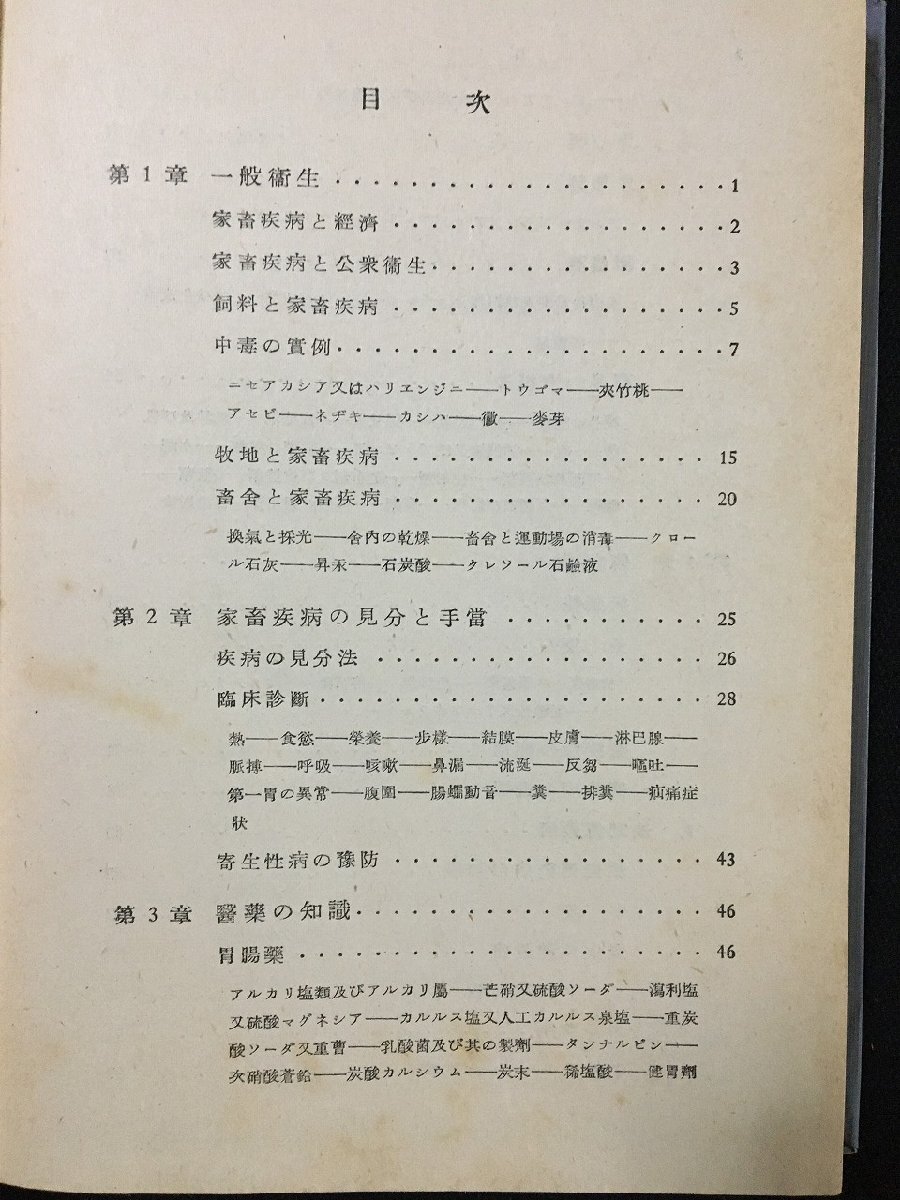 目次
第1章 一般衞生 ・・・・・・・・・・・・・・・・・・・・・ 1
家畜疾病と經濟 ・・・・・・・・・・・・・・・・・・ 2
家畜疾病と公衆衞生 ・・・・・・・・・・・・・・・・ 3
飼料と家畜疾病 ・・・・・・・・・・・・・・・・・・ 5
中毒の實例 ・・・・・・・・・・・・・・・・・・・・・ 7
ニセアカシア又はハリエンジニ――トウゴマ――夾竹桃――
アセビ――ネヂキ――カシハ――黴――麥芽
牧地と家畜疾病 ・・・・・・・・・・・・・・・・・ 15
畜舍と家畜疾病 ・・・・・・・・・・・・・・・・・ 20
換氣と採光――舍內の乾燥――畜舍と運動場の消毒――クロー
ル石灰――昇汞――石炭酸――クレソール石鹼液
第2章 家畜疾病の見分と手當 ・・・・・・・・・・・ 25
疾病の見分法 ・・・・・・・・・・・・・・・・・・ 26
臨床診斷 ・・・・・・・・・・・・・・・・・・・・・ 28
熱――食慾――榮養――步樣――結膜――皮膚――淋巴腺――
脈搏――呼吸――咳嗽――鼻漏――流涎――反芻――嘔吐――
第一胃の異常――腹圍――腸蠕動音――糞――排糞――疝痛症
狀
寄生性病の豫防 ・・・・・・・・・・・・・・・・・ 43
第3章 醫藥の知識 ・・・・・・・・・・・・・・・・・・・ 46
胃腸藥 ・・・・・・・・・・・・・・・・・・・・・・ 46
アルカリ塩類及びアルカリ屬――芒硝又硫酸ソーダ――瀉利塩
又硫酸マグネシア――カルルス塩又人工カルルス泉塩――重炭
酸ソーダ又重曹――乳酸菌及び其の製劑――タンナルビン――
次硝酸蒼鉛――炭酸カルシウム――炭末――稀塩酸――健胃劑